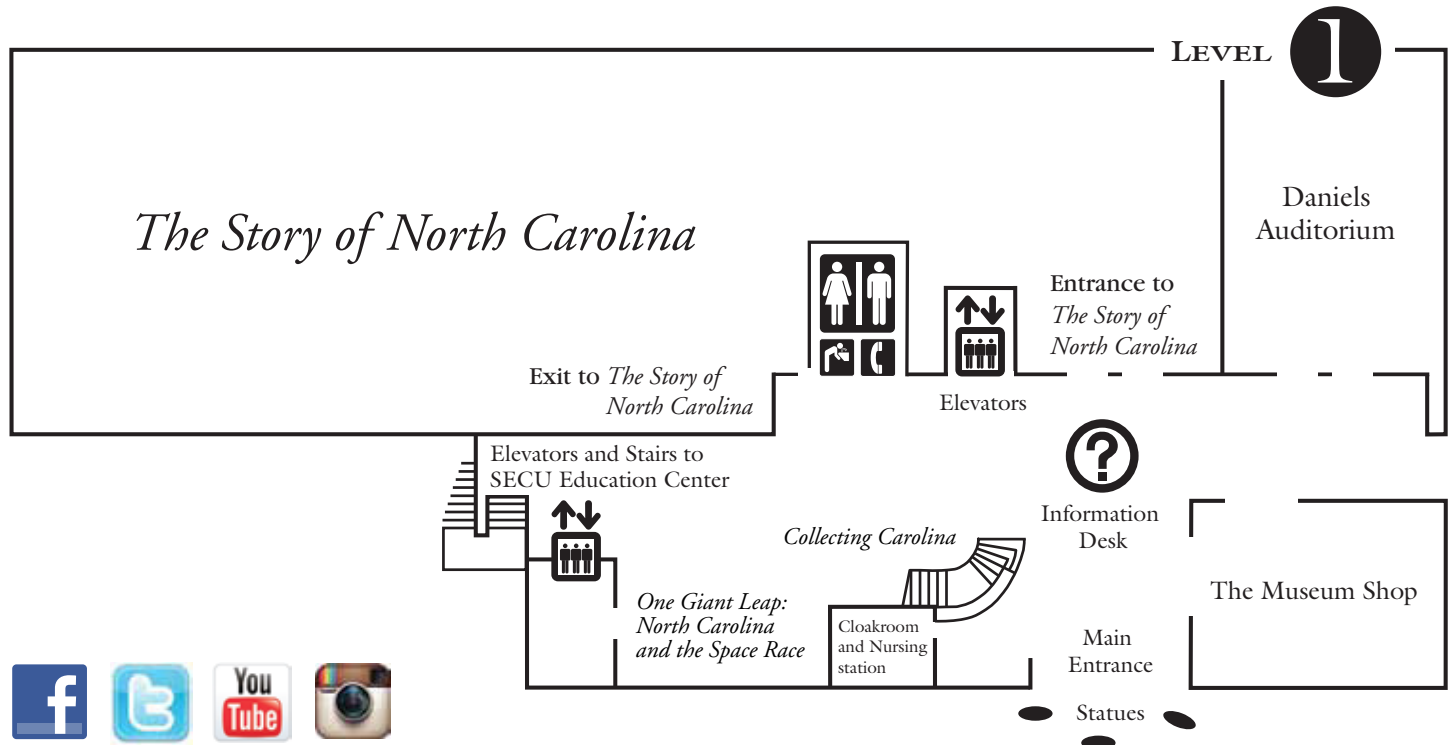 LEVEL 1
The Story of North Carolina
Daniels
Auditorium
Entrance to
The Story of
North Carolina
Exit to The Story of
North Carolina
Elevators
Elevators and Stairs to
SECU Education Center
?
Information
Desk
Collecting Carolina
The Museum Shop
One Giant Leap:
North Carolina
and the Space Race
Cloakroom
and Nursing
station
Main
Entrance
Statues
f
t
You
Tube